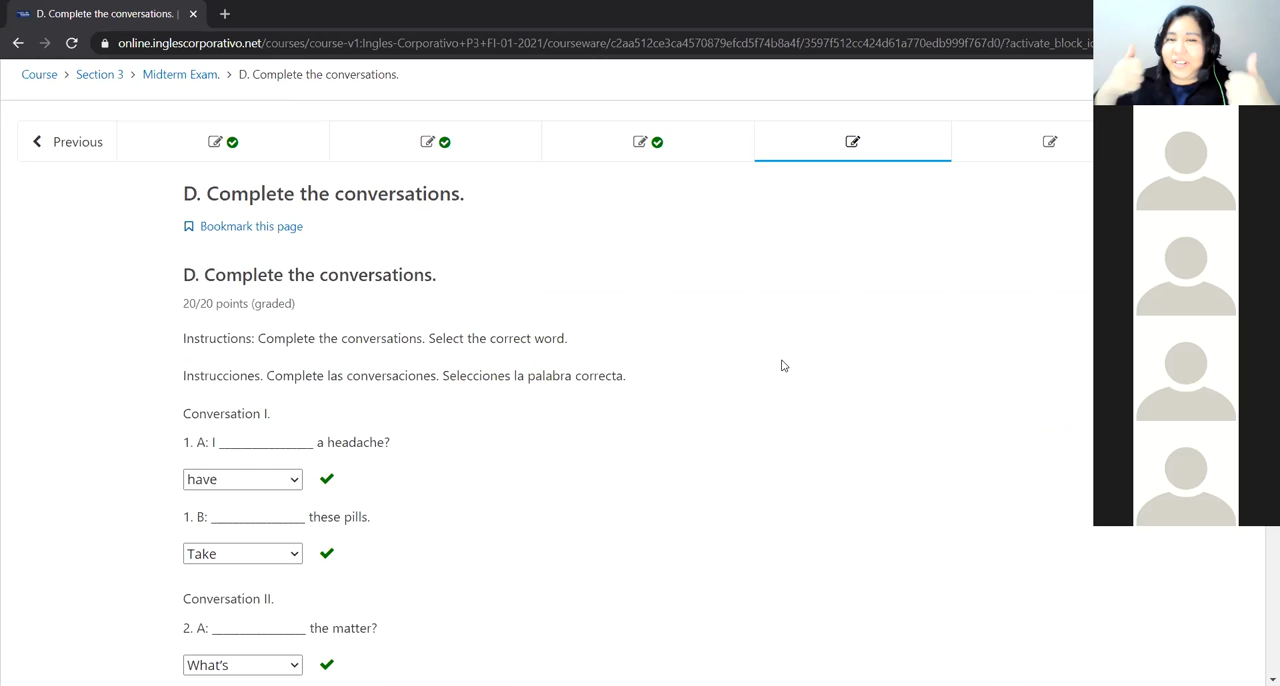 D. Complete the conversations. |
online.inglescorporativo.net/courses/course-v1:Ingles-Corporativo+P3+FI-01-2021/courseware/c2aa512ce3ca4570879efcd5f74b8a4f/3597f512cc424d61a770edb999f767d0/?activate_block_id
Course > Section 3 > Midterm Exam. > D. Complete the conversations.
Previous
D. Complete the conversations.
Bookmark this page
D. Complete the conversations.
20/20 points (graded)
Instructions: Complete the conversations. Select the correct word.
Instrucciones. Complete las conversaciones. Selecciones la palabra correcta.
Conversation I.
1. A: I _______________ a headache?
have
1. B: _______________ these pills.
Take
Conversation II.
2. A: _______________ the matter?
What's